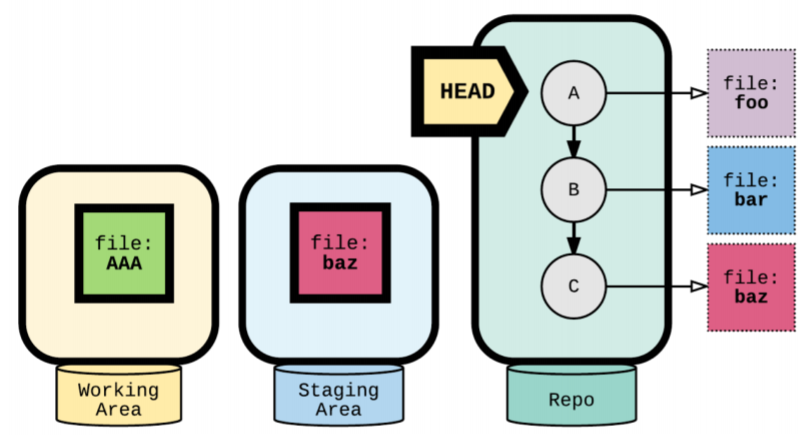 HEAD
A
file:
foo
B
file:
bar
C
file:
baz
file:
AAA
file:
baz
Working
Area
Staging
Area
Repo